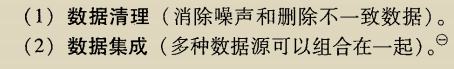 （1）数据清理（消除噪声和删除不一致数据）。
（2）数据集成（多种数据源可以组合在一起）。㊀